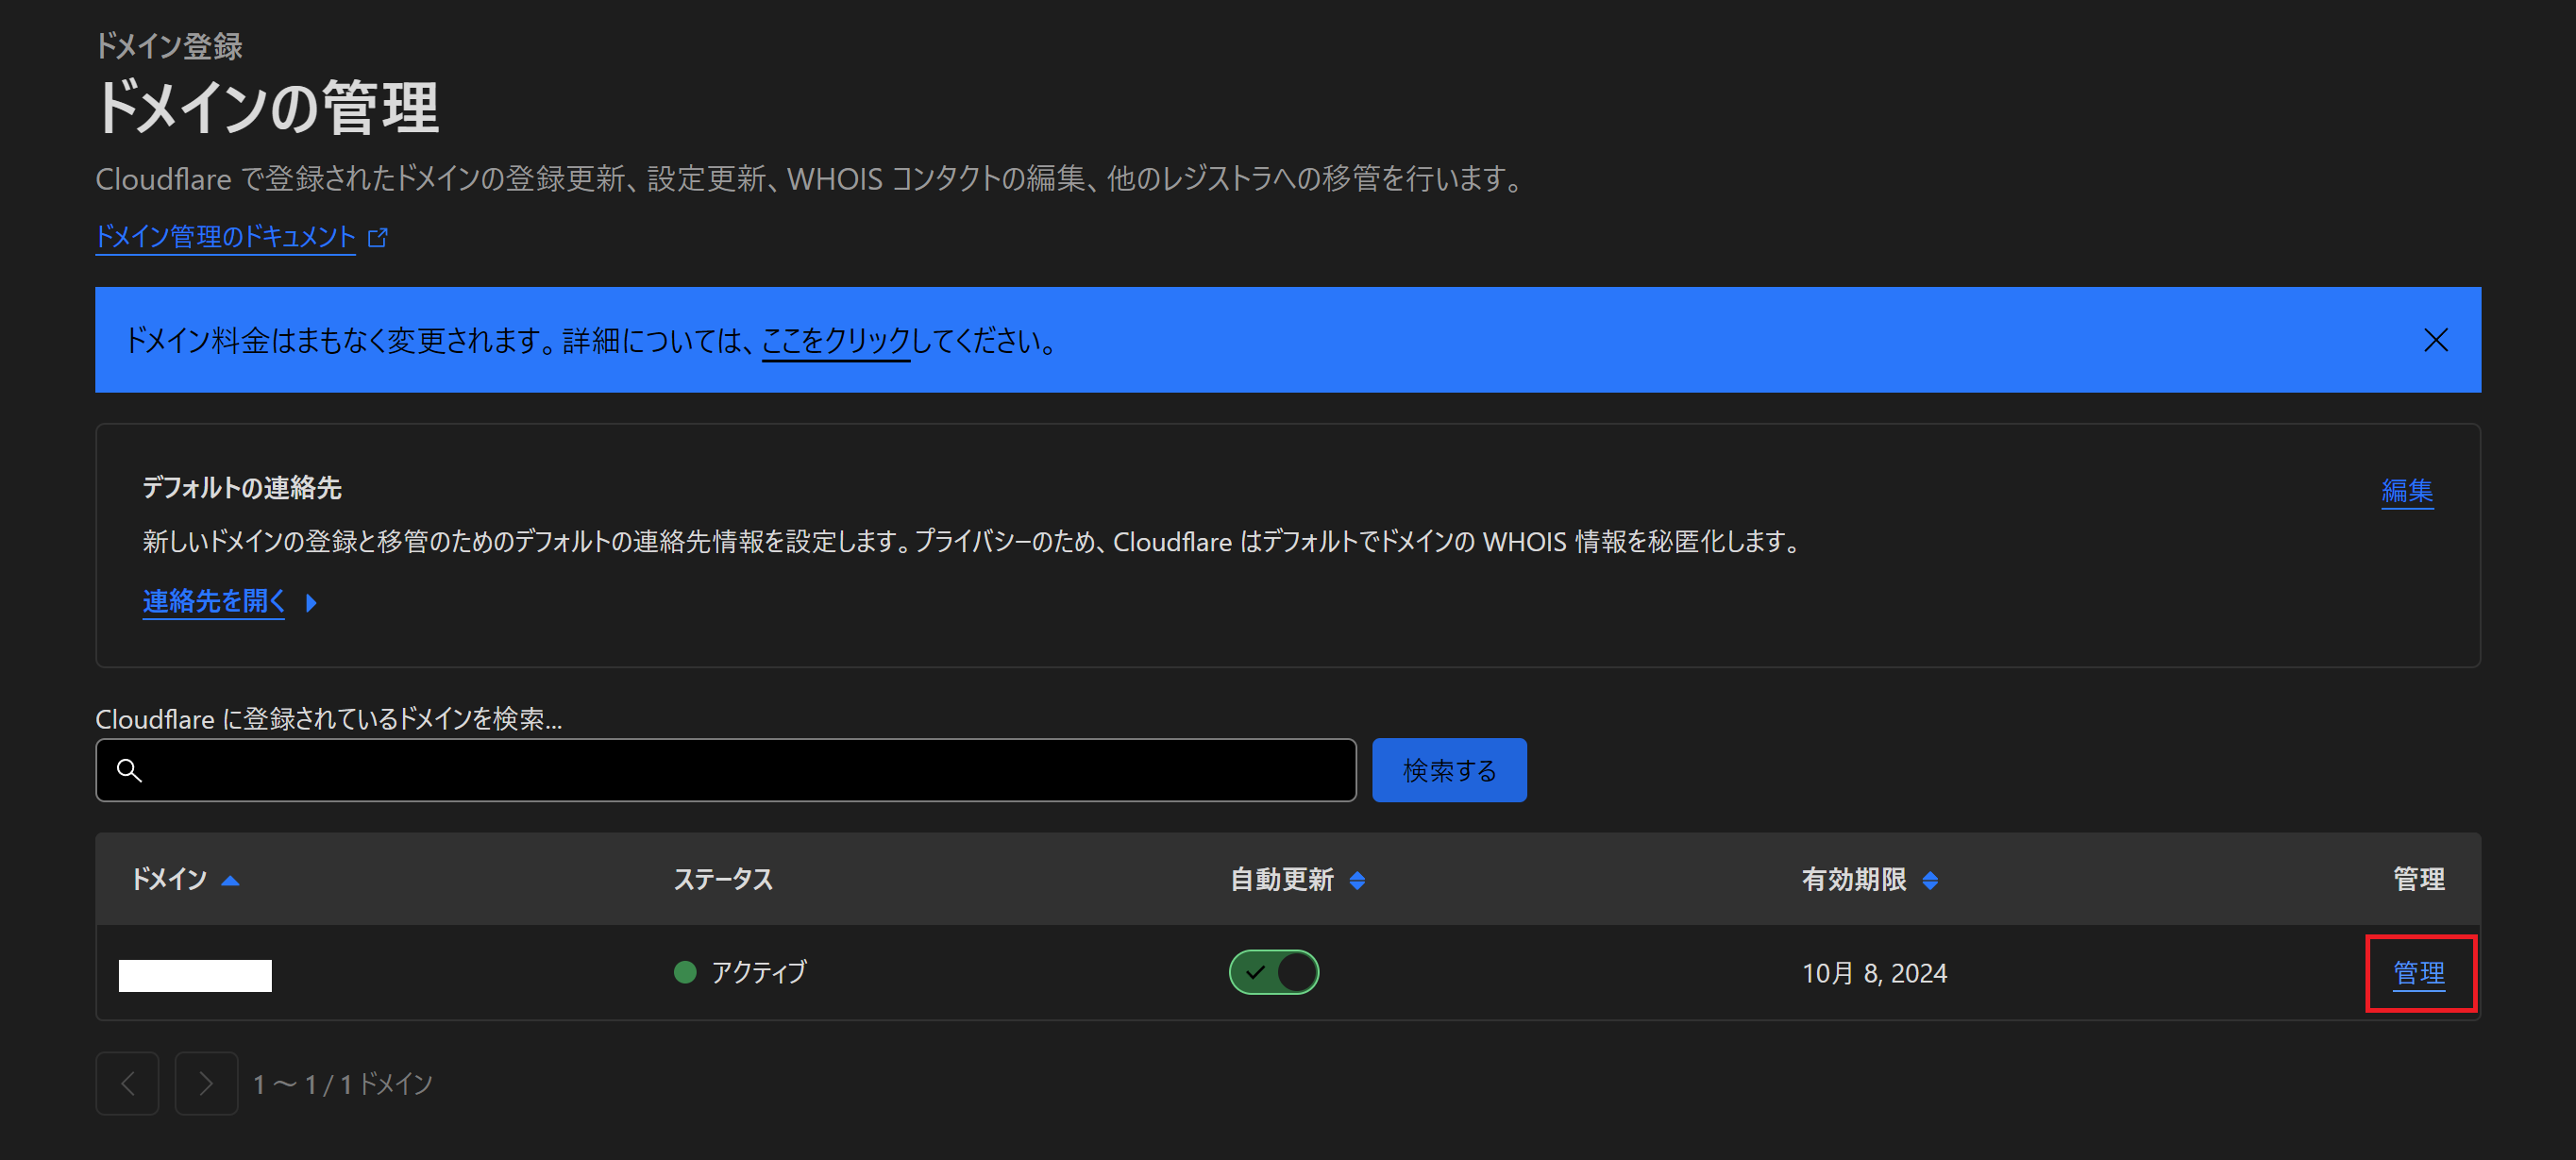 ドメイン登録
ドメインの管理
Cloudflare で登録されたドメインの登録更新、設定更新、WHOIS コンタクトの編集、他のレジストラへの移管を行います。
ドメイン管理のドキュメント
ドメイン料金はまもなく変更されます。詳細については、ここをクリックしてください。
デフォルトの連絡先
編集
新しいドメインの登録と移管のためのデフォルトの連絡先情報を設定します。プライバシーのため、Cloudflare はデフォルトでドメインの WHOIS 情報を秘匿化します。
連絡先を開く
Cloudflare に登録されているドメインを検索...
検索する
ドメイン ステータス 自動更新 有効期限 管理
アクティブ 10月 8, 2024 管理
1 〜 1 / 1 ドメイン